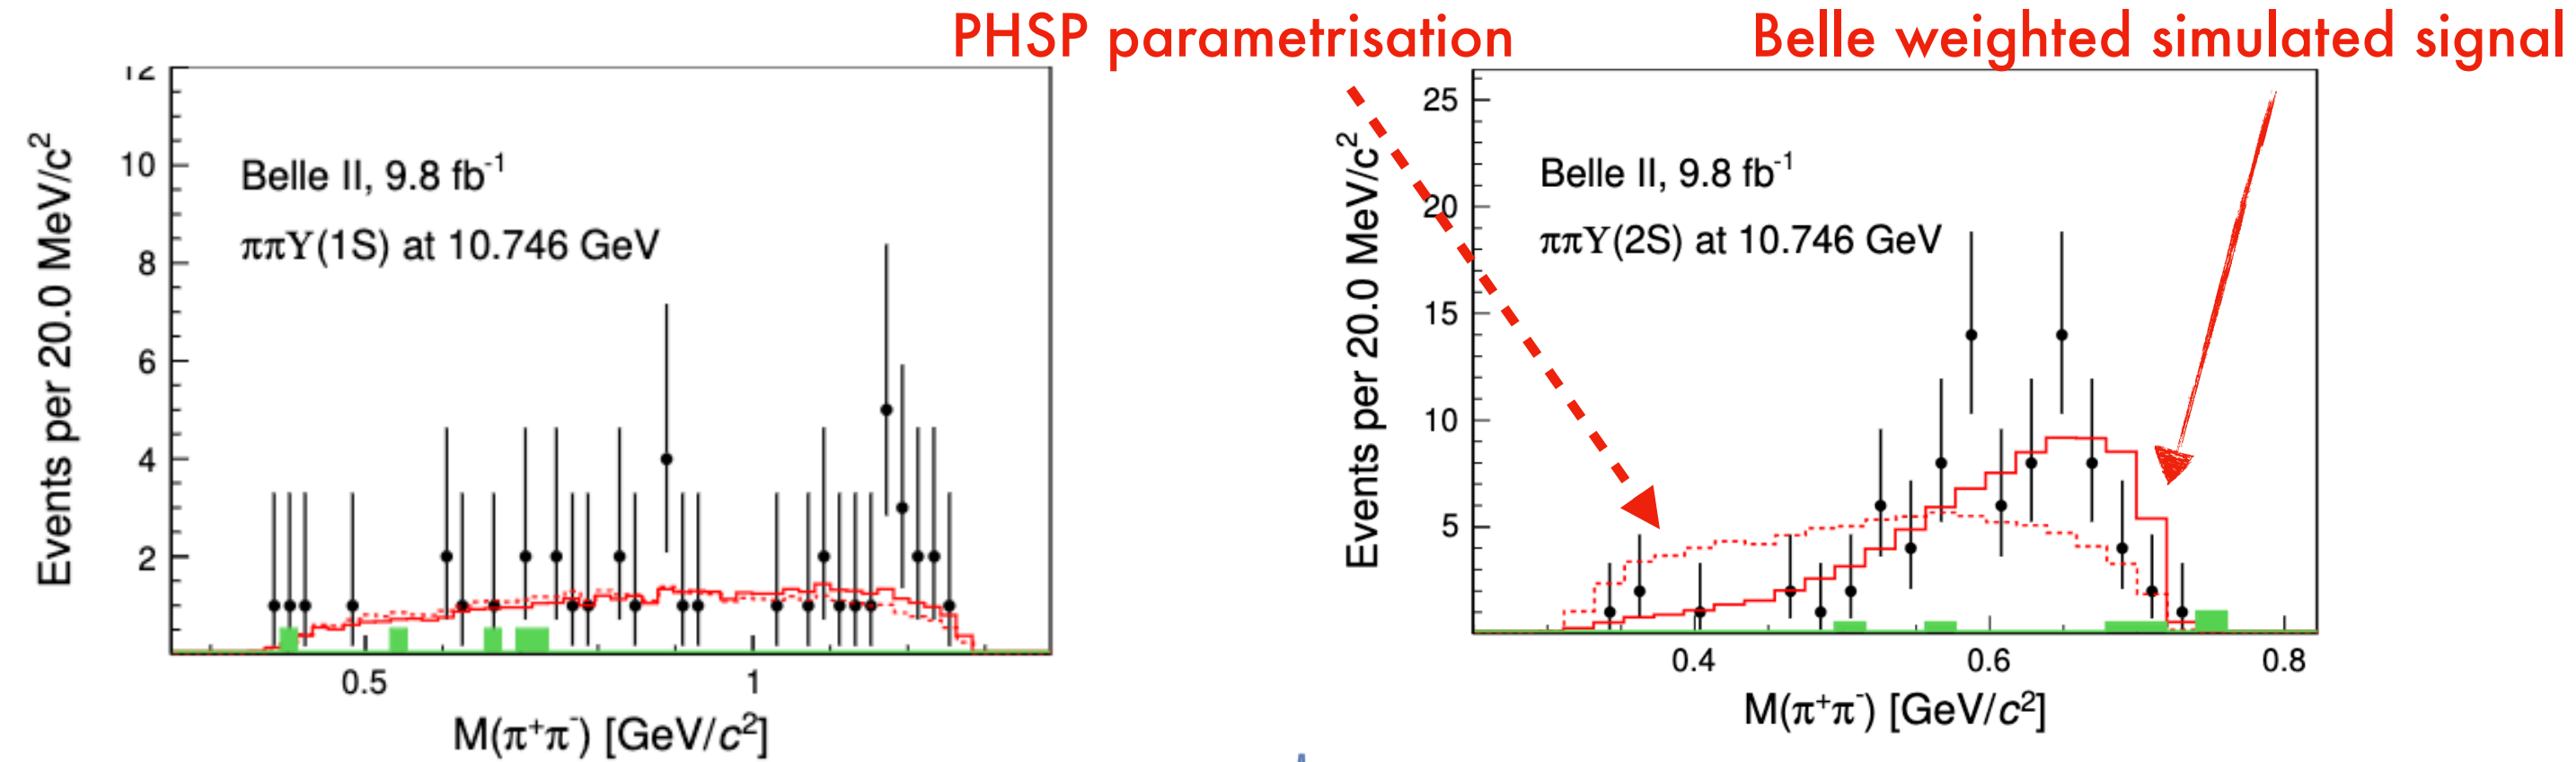 PHSP parametrisation
Belle weighted simulated signal
12
10
8
6
4
2
Events per 20.0 MeV/c²
Belle II, 9.8 fb⁻¹
ππΥ(1S) at 10.746 GeV
0.5
1
M(π⁺π⁻) [GeV/c²]
25
20
15
10
5
Events per 20.0 MeV/c²
Belle II, 9.8 fb⁻¹
ππΥ(2S) at 10.746 GeV
0.4
0.6
0.8
M(π⁺π⁻) [GeV/c²]